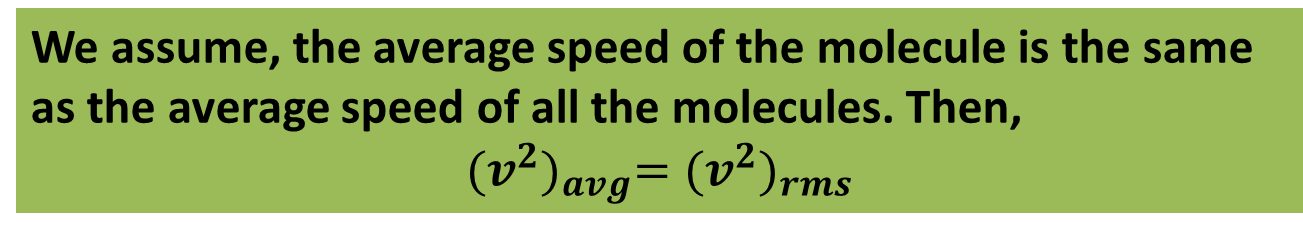 We assume, the average speed of the molecule is the same
as the average speed of all the molecules. Then,
(v²)avg= (v²)rms